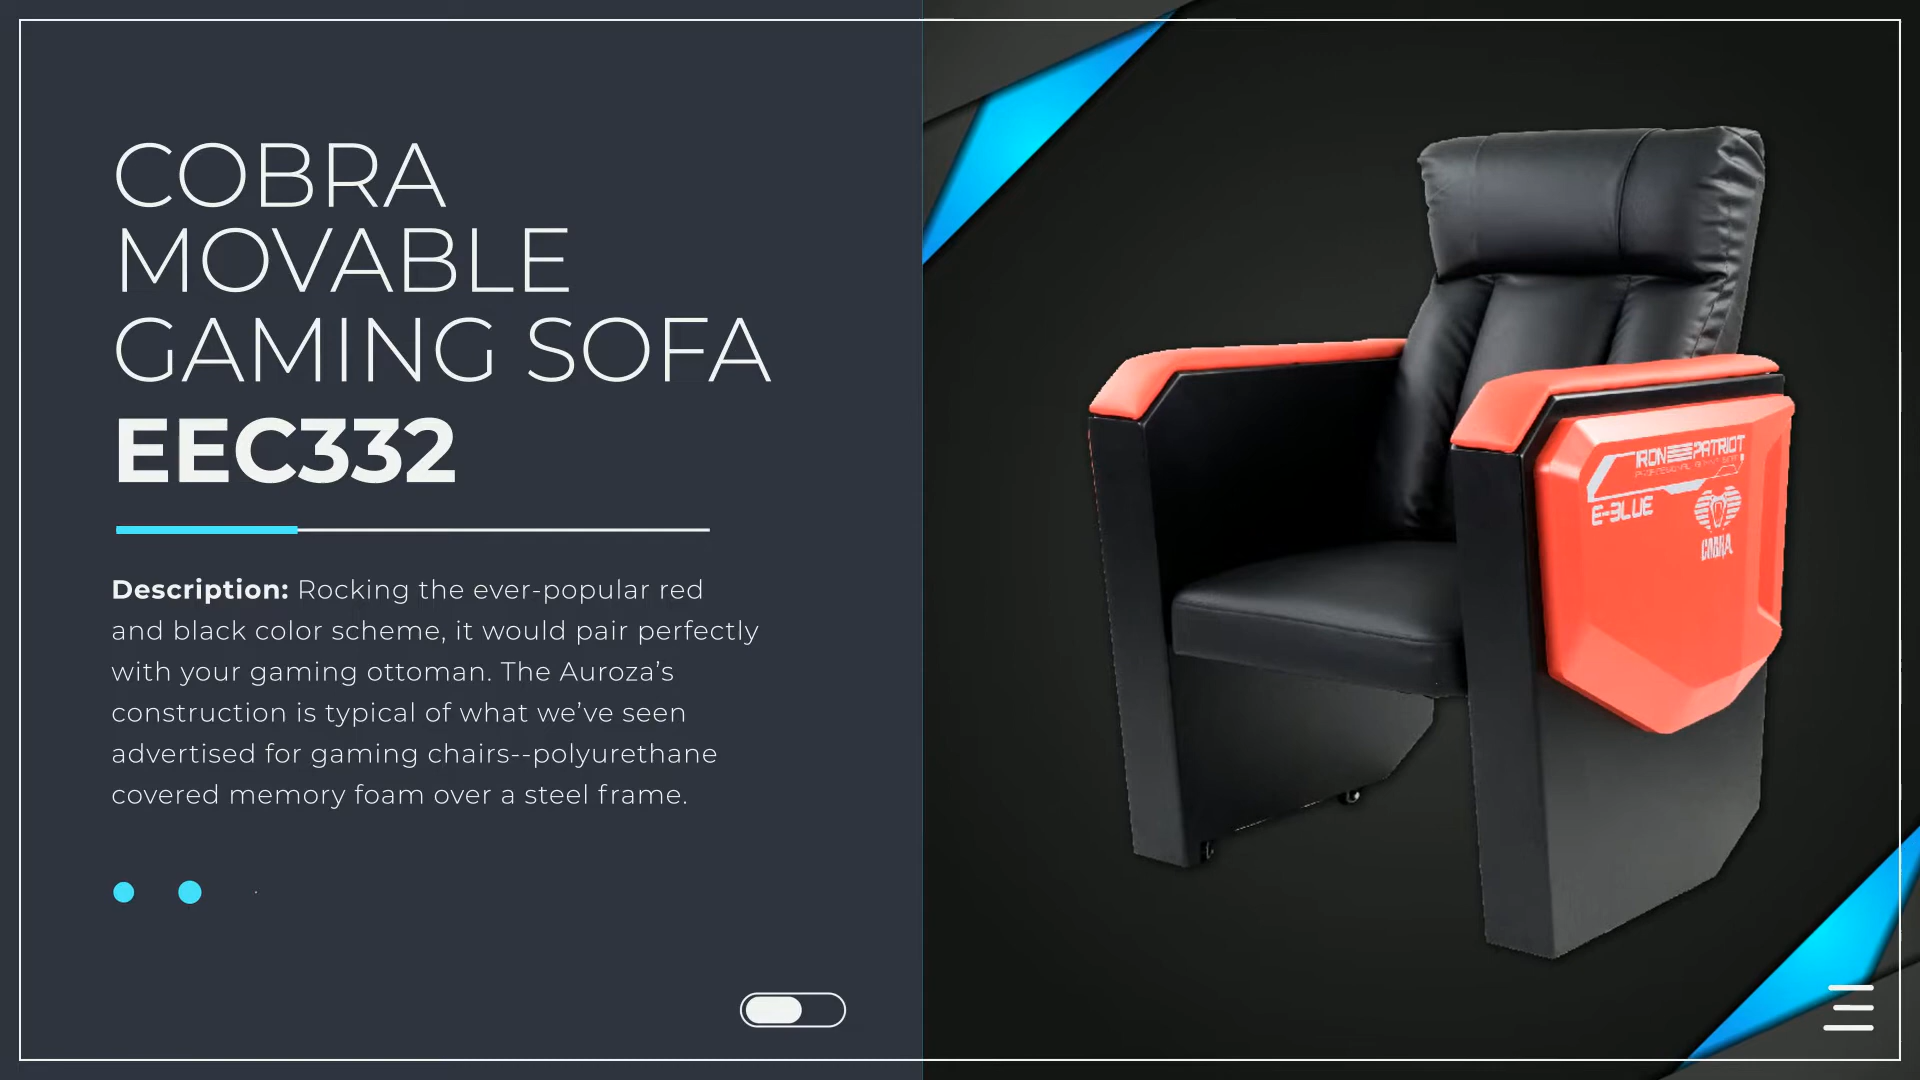 COBRA
MOVABLE
GAMING SOFA
EEC332
Description: Rocking the ever-popular red
and black color scheme, it would pair perfectly
with your gaming ottoman. The Auroza’s
construction is typical of what we’ve seen
advertised for gaming chairs--polyurethane
covered memory foam over a steel frame.
IRON PATRIOT
E-BLUE
COBRA